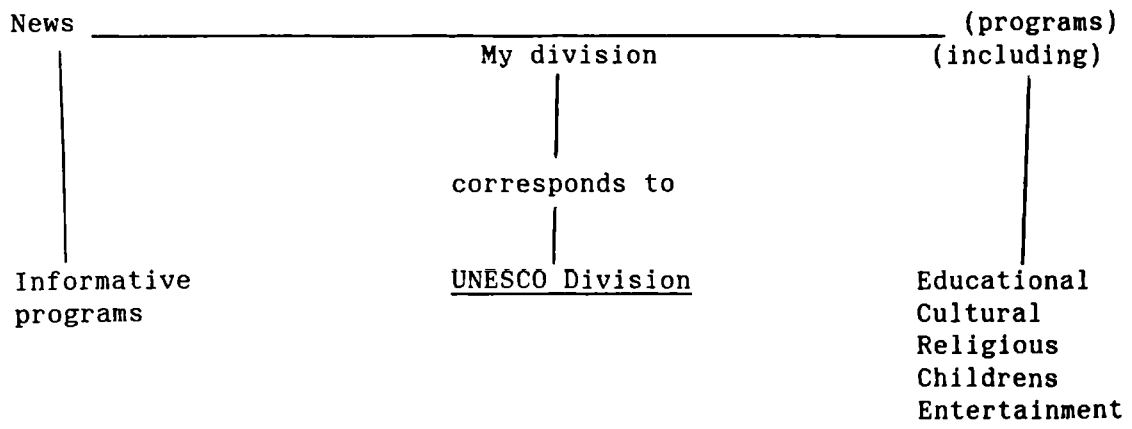 News (programs)
My division (including)
corresponds to
Informative UNESCO Division Educational
programs Cultural
Religious
Childrens
Entertainment